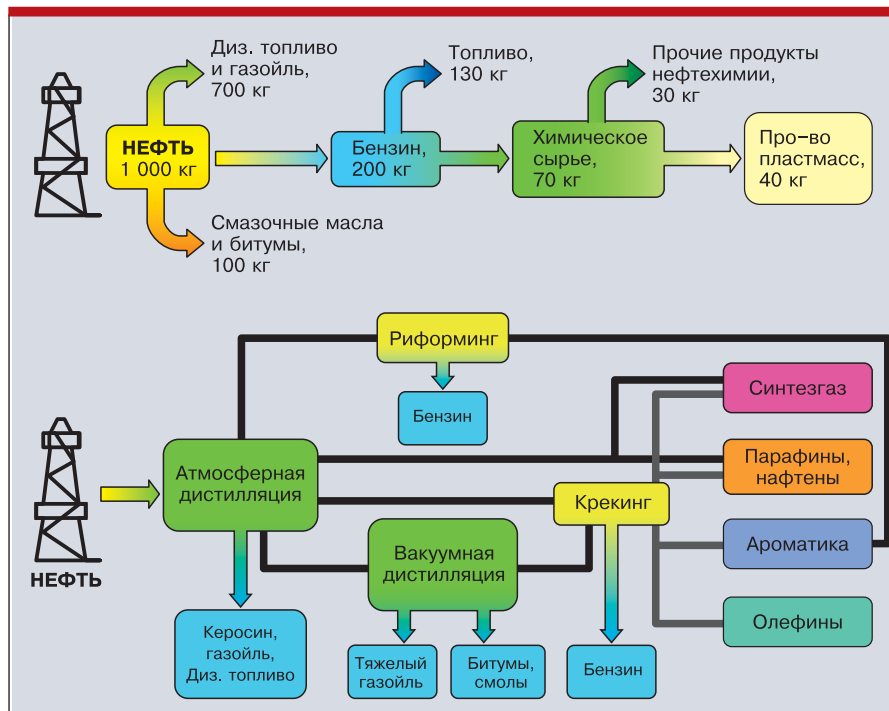 Диз. топливо
и газойль,
700 кг
Топливо,
130 кг
Прочие продукты
нефтехимии,
30 кг
НЕФТЬ
1 000 кг
Бензин,
200 кг
Химическое
сырье,
70 кг
Про-во
пластмасс,
40 кг
Смазочные масла
и битумы,
100 кг
Риформинг
Бензин
Синтезгаз
Атмосферная
дистилляция
Парафины,
нафтены
Крекинг
Вакуумная
дистилляция
Ароматика
НЕФТЬ
Олефины
Керосин,
газойль,
Диз. топливо
Тяжелый
газойль
Битумы,
смолы
Бензин